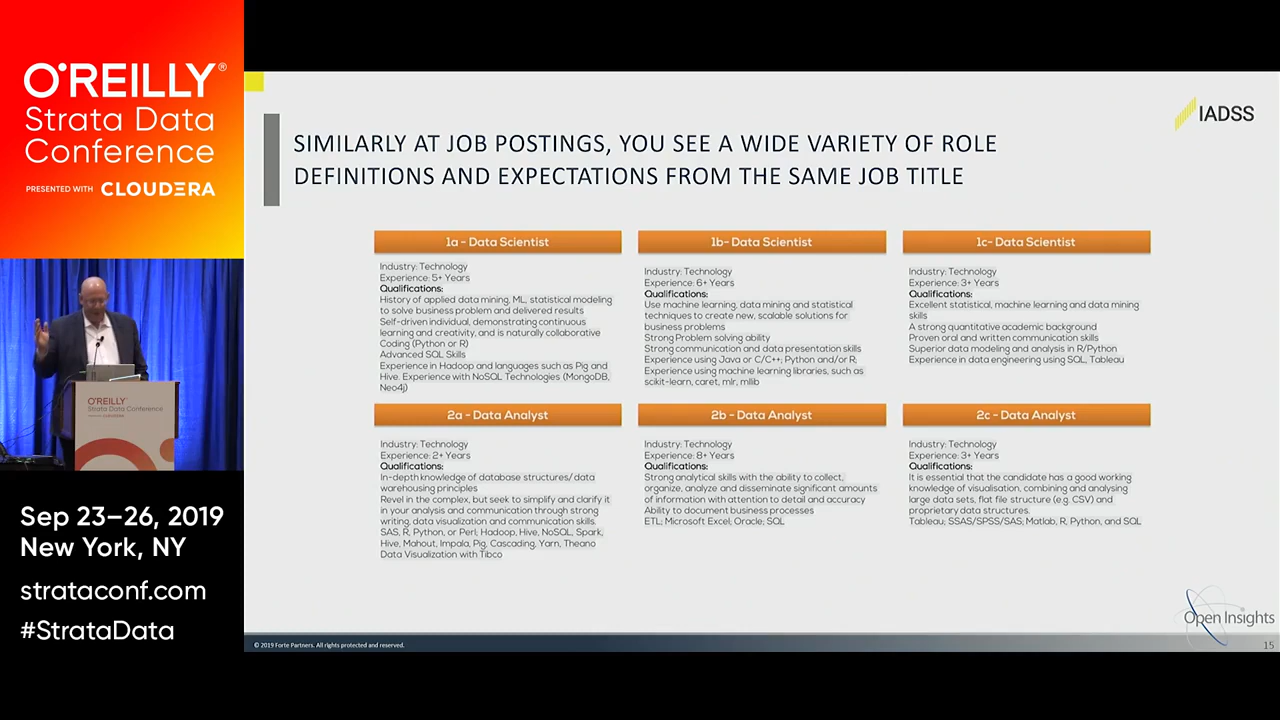 O'REILLY®
Strata Data
Conference
PRESENTED WITH CLOUDERA
O'REILLY
Strata Data Conference
Sep 23–26, 2019
New York, NY
strataconf.com
#StrataData
IADSS
SIMILARLY AT JOB POSTINGS, YOU SEE A WIDE VARIETY OF ROLE
DEFINITIONS AND EXPECTATIONS FROM THE SAME JOB TITLE
1a - Data Scientist
Industry: Technology
Experience: 5+ Years
Qualifications:
History of applied data mining, ML, statistical modeling
to solve business problem and delivered results
Self-driven individual, demonstrating continuous
learning and creativity, and is naturally collaborative
Coding (Python or R)
Advanced SQL Skills
Experience in Hadoop and languages such as Pig and
Hive. Experience with NoSQL Technologies (MongoDB,
Neo4j)
1b- Data Scientist
Industry: Technology
Experience: 6+ Years
Qualifications:
Use machine learning, data mining and statistical
techniques to create new, scalable solutions for
business problems
Strong Problem solving ability
Strong communication and data presentation skills
Experience using Java or C/C++; Python and/or R,
Experience using machine learning libraries, such as
scikit-learn, caret, mlr, mllib
1c- Data Scientist
Industry: Technology
Experience: 3+ Years
Qualifications:
Excellent statistical, machine learning and data mining
skills
A strong quantitative academic background
Proven oral and written communication skills
Superior data modeling and analysis in R/Python
Experience in data engineering using SQL, Tableau
2a - Data Analyst
Industry: Technology
Experience: 2+ Years
Qualifications:
In-depth knowledge of database structures/ data
warehousing principles
Revel in the complex, but seek to simplify and clarify it
in your analysis and communication through strong
writing, data visualization and communication skills.
SAS, R, Python, or Perl; Hadoop, Hive, NoSQL, Spark,
Hive, Mahout, Impala, Pig, Cascading, Yarn, Theano
Data Visualization with Tibco
2b - Data Analyst
Industry: Technology
Experience: 8+ Years
Qualifications:
Strong analytical skills with the ability to collect,
organize, analyze and disseminate significant amounts
of information with attention to detail and accuracy
Ability to document business processes
ETL; Microsoft Excel; Oracle; SQL
2c - Data Analyst
Industry: Technology
Experience: 3+ Years
Qualifications:
It is essential that the candidate has a good working
knowledge of visualisation, combining and analysing
large data sets, flat file structure (e.g. CSV) and
proprietary data structures.
Tableau; SSAS/SPSS/SAS; Matlab, R, Python, and SQL
Open Insights
© 2019 Forte Partners. All rights protected and reserved.
15